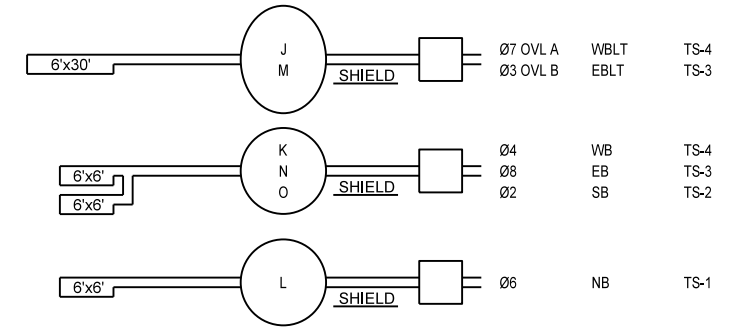 J Ø7 OVL A WBLT TS-4
6'x30' M SHIELD Ø3 OVL B EBLT TS-3
K Ø4 WB TS-4
6'x6' N Ø8 EB TS-3
6'x6' O SHIELD Ø2 SB TS-2
6'x6' L SHIELD Ø6 NB TS-1